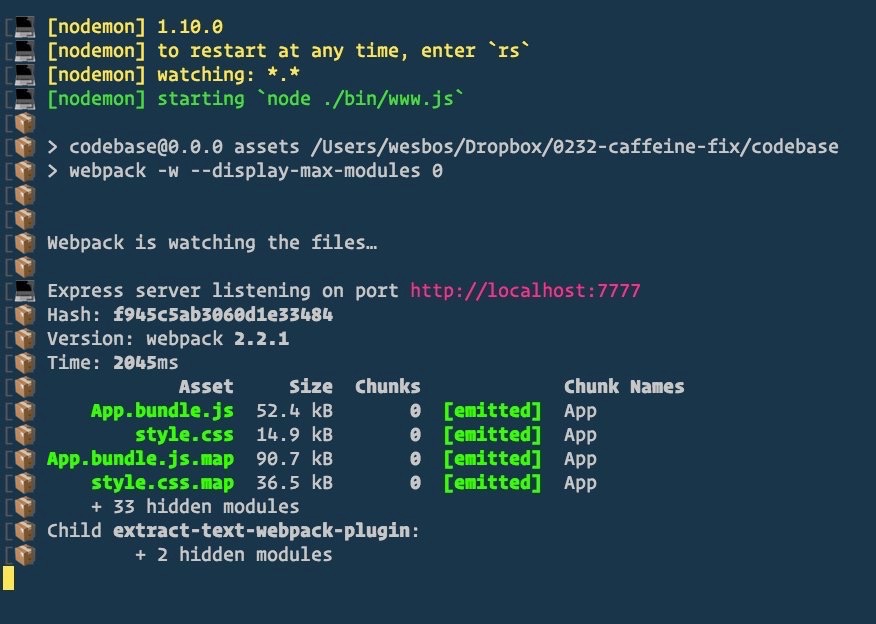 [nodemon] 1.10.0
[nodemon] to restart at any time, enter `rs`
[nodemon] watching: *.*
[nodemon] starting `node ./bin/www.js`
> codebase@0.0.0 assets /Users/wesbos/Dropbox/0232-caffeine-fix/codebase
> webpack -w --display-max-modules 0
Webpack is watching the files…
Express server listening on port http://localhost:7777
Hash: f945c5ab3060d1e33484
Version: webpack 2.2.1
Time: 2045ms
Asset Size Chunks Chunk Names
App.bundle.js 52.4 kB 0 [emitted] App
style.css 14.9 kB 0 [emitted] App
App.bundle.js.map 90.7 kB 0 [emitted] App
style.css.map 36.5 kB 0 [emitted] App
+ 33 hidden modules
Child extract-text-webpack-plugin:
+ 2 hidden modules